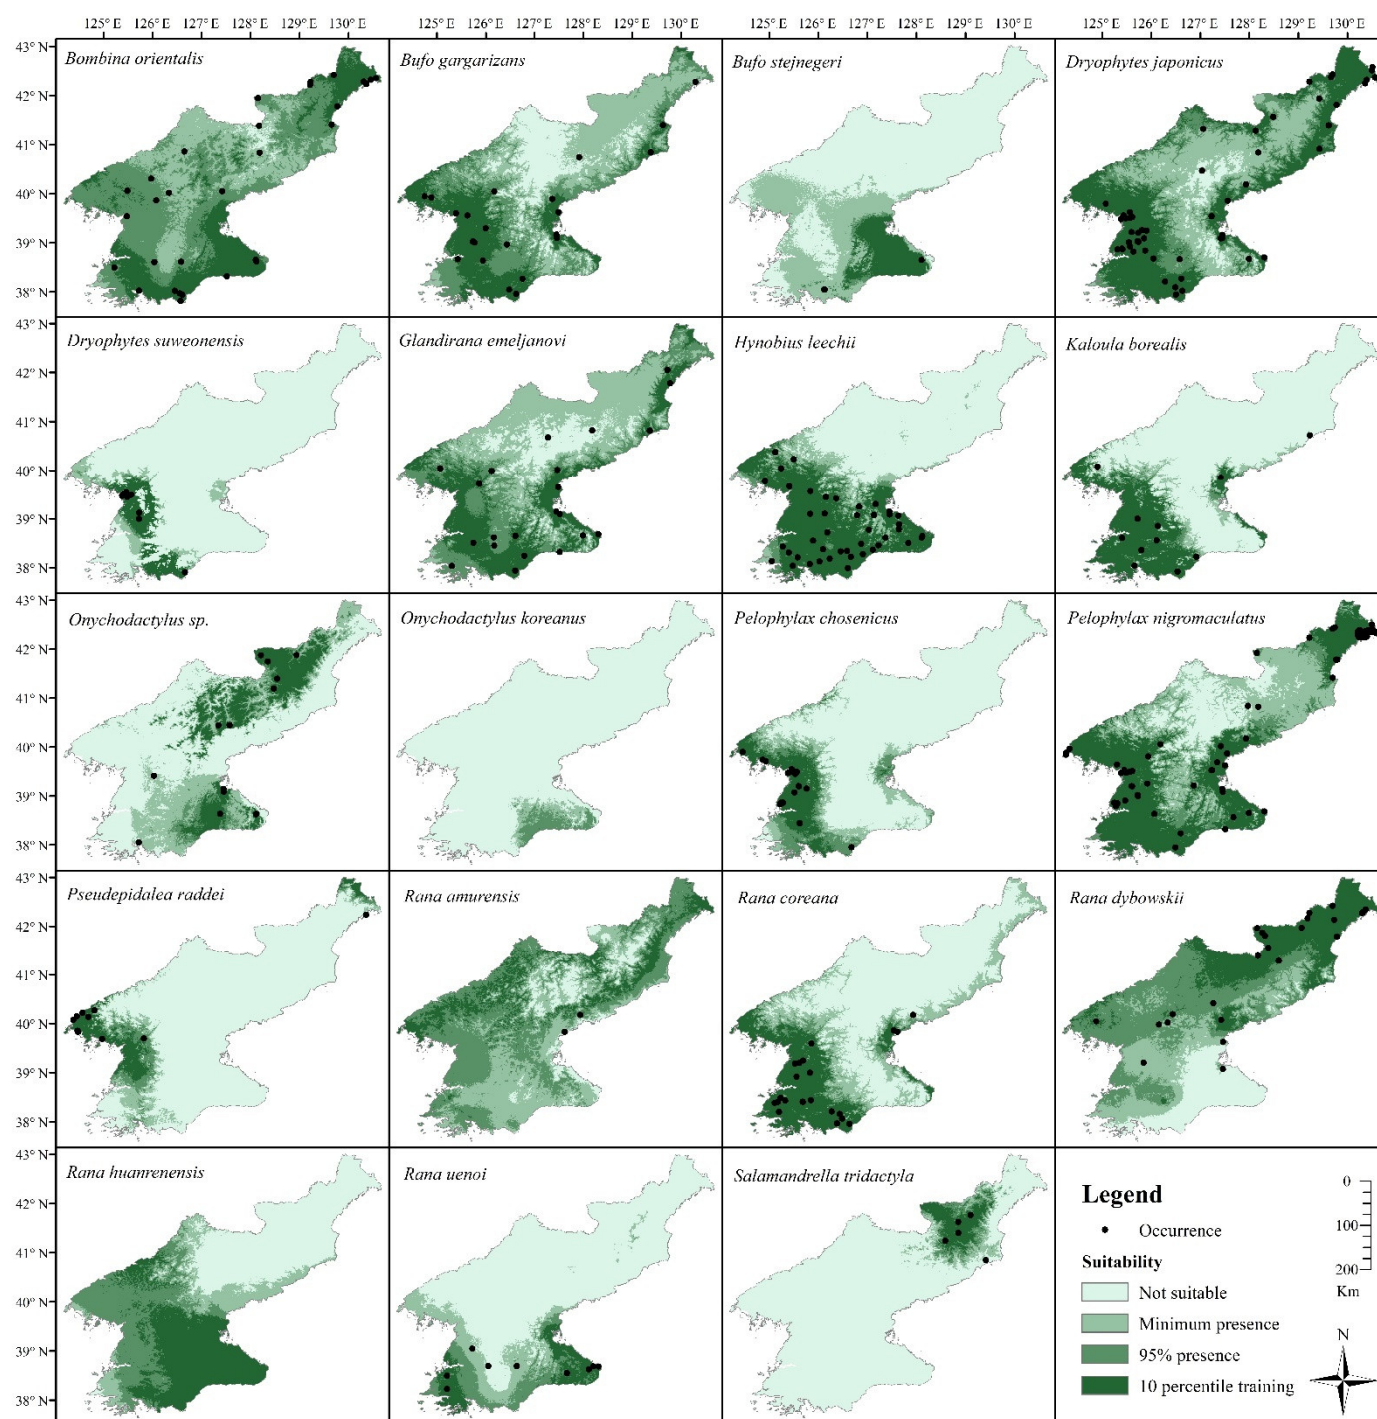 125°E 126°E 127°E 128°E 129°E 130°E 125°E 126°E 127°E 128°E 129°E 130°E 125°E 126°E 127°E 128°E 129°E 130°E 125°E 126°E 127°E 128°E 129°E 130°E
43° N
42° N
41° N
40° N
39° N
38° N
Bombina orientalis
Bufo gargarizans
Bufo stejnegeri
Dryophytes japonicus
43° N
42° N
41° N
40° N
39° N
38° N
Dryophytes suweonensis
Glandirana emeljanovi
Hynobius leechii
Kaloula borealis
43° N
42° N
41° N
40° N
39° N
38° N
Onychodactylus sp.
Onychodactylus koreanus
Pelophylax chosenicus
Pelophylax nigromaculatus
43° N
42° N
41° N
40° N
39° N
38° N
Pseudepidalea raddei
Rana amurensis
Rana coreana
Rana dybowskii
43° N
42° N
41° N
40° N
39° N
38° N
Rana huanrenensis
Rana uenoi
Salamandrella tridactyla
Legend
Occurrence
Suitability
Not suitable
Minimum presence
95% presence
10 percentile training
0
100
200
Km
N